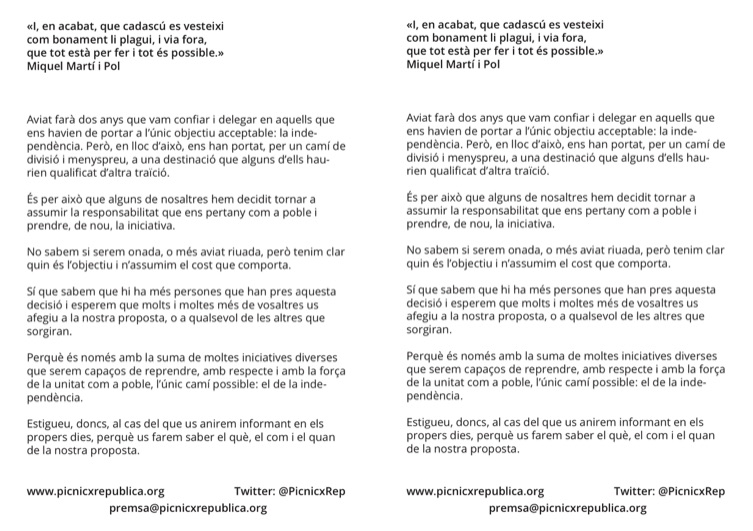 «I, en acabat, que cadascú es vesteixi
com bonament li plagui, i via fora,
que tot està per fer i tot és possible.»
Miquel Martí i Pol
Aviat farà dos anys que vam confiar i delegar en aquells que
ens havien de portar a l'únic objectiu acceptable: la inde-
pendència. Però, en lloc d'això, ens han portat, per un camí de
divisió i menyspreu, a una destinació que alguns d'ells hau-
rien qualificat d'altra traïció.
És per això que alguns de nosaltres hem decidit tornar a
assumir la responsabilitat que ens pertany com a poble i
prendre, de nou, la iniciativa.
No sabem si serem onada, o més aviat riuada, però tenim clar
quin és l'objectiu i n'assumim el cost que comporta.
Sí que sabem que hi ha més persones que han pres aquesta
decisió i esperem que molts i moltes més de vosaltres us
afegiu a la nostra proposta, o a qualsevol de les altres que
sorgiran.
Perquè és només amb la suma de moltes iniciatives diverses
que serem capaces de reprendre, amb respecte i amb la força
de la unitat com a poble, l'únic camí possible: el de la inde-
pendència.
Estigueu, doncs, al cas del que us anirem informant en els
propers dies, perquè us farem saber el què, el com i el quan
de la nostra proposta.
www.picnicxrepublica.org Twitter: @PicnicxRep
premsa@picnicxrepublica.org
«I, en acabat, que cadascú es vesteixi
com bonament li plagui, i via fora,
que tot està per fer i tot és possible.»
Miquel Martí i Pol
Aviat farà dos anys que vam confiar i delegar en aquells que
ens havien de portar a l'únic objectiu acceptable: la inde-
pendència. Però, en lloc d'això, ens han portat, per un camí de
divisió i menyspreu, a una destinació que alguns d'ells hau-
rien qualificat d'altra traïció.
És per això que alguns de nosaltres hem decidit tornar a
assumir la responsabilitat que ens pertany com a poble i
prendre, de nou, la iniciativa.
No sabem si serem onada, o més aviat riuada, però tenim clar
quin és l'objectiu i n'assumim el cost que comporta.
Sí que sabem que hi ha més persones que han pres aquesta
decisió i esperem que molts i moltes més de vosaltres us
afegiu a la nostra proposta, o a qualsevol de les altres que
sorgiran.
Perquè és només amb la suma de moltes iniciatives diverses
que serem capaces de reprendre, amb respecte i amb la força
de la unitat com a poble, l'únic camí possible: el de la inde-
pendència.
Estigueu, doncs, al cas del que us anirem informant en els
propers dies, perquè us farem saber el què, el com i el quan
de la nostra proposta.
www.picnicxrepublica.org Twitter: @PicnicxRep
premsa@picnicxrepublica.org